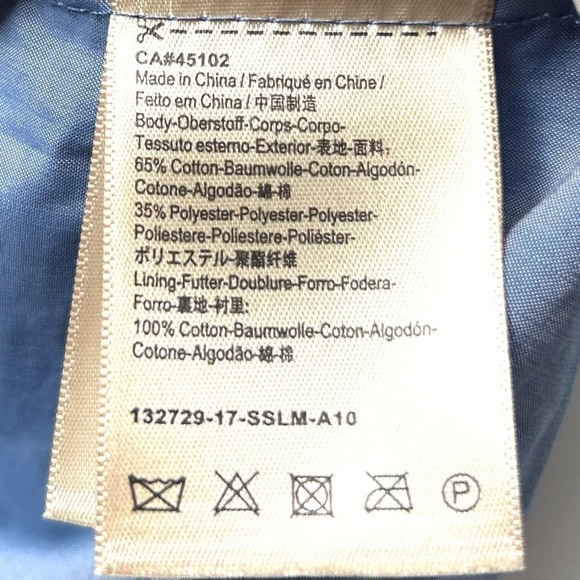 CA#45102
Made in China / Fabriqué en Chine /
Feito em China / 中国制造
Body-Oberstoff-Corps-Corpo-
Tessuto esterno-Exterior-表地-面料:
65% Cotton-Baumwolle-Coton-Algodón-
Cotone-Algodão-綿-棉
35% Polyester-Polyester-Polyester-
Poliestere-Poliestere-Poliéster-
ポリエステル-聚酯纤维
Lining-Futter-Doublure-Forro-Fodera-
Forro-裏地-衬里:
100% Cotton-Baumwolle-Coton-Algodón-
Cotone-Algodão-綿-棉
132729-17-SSLM-A10
P